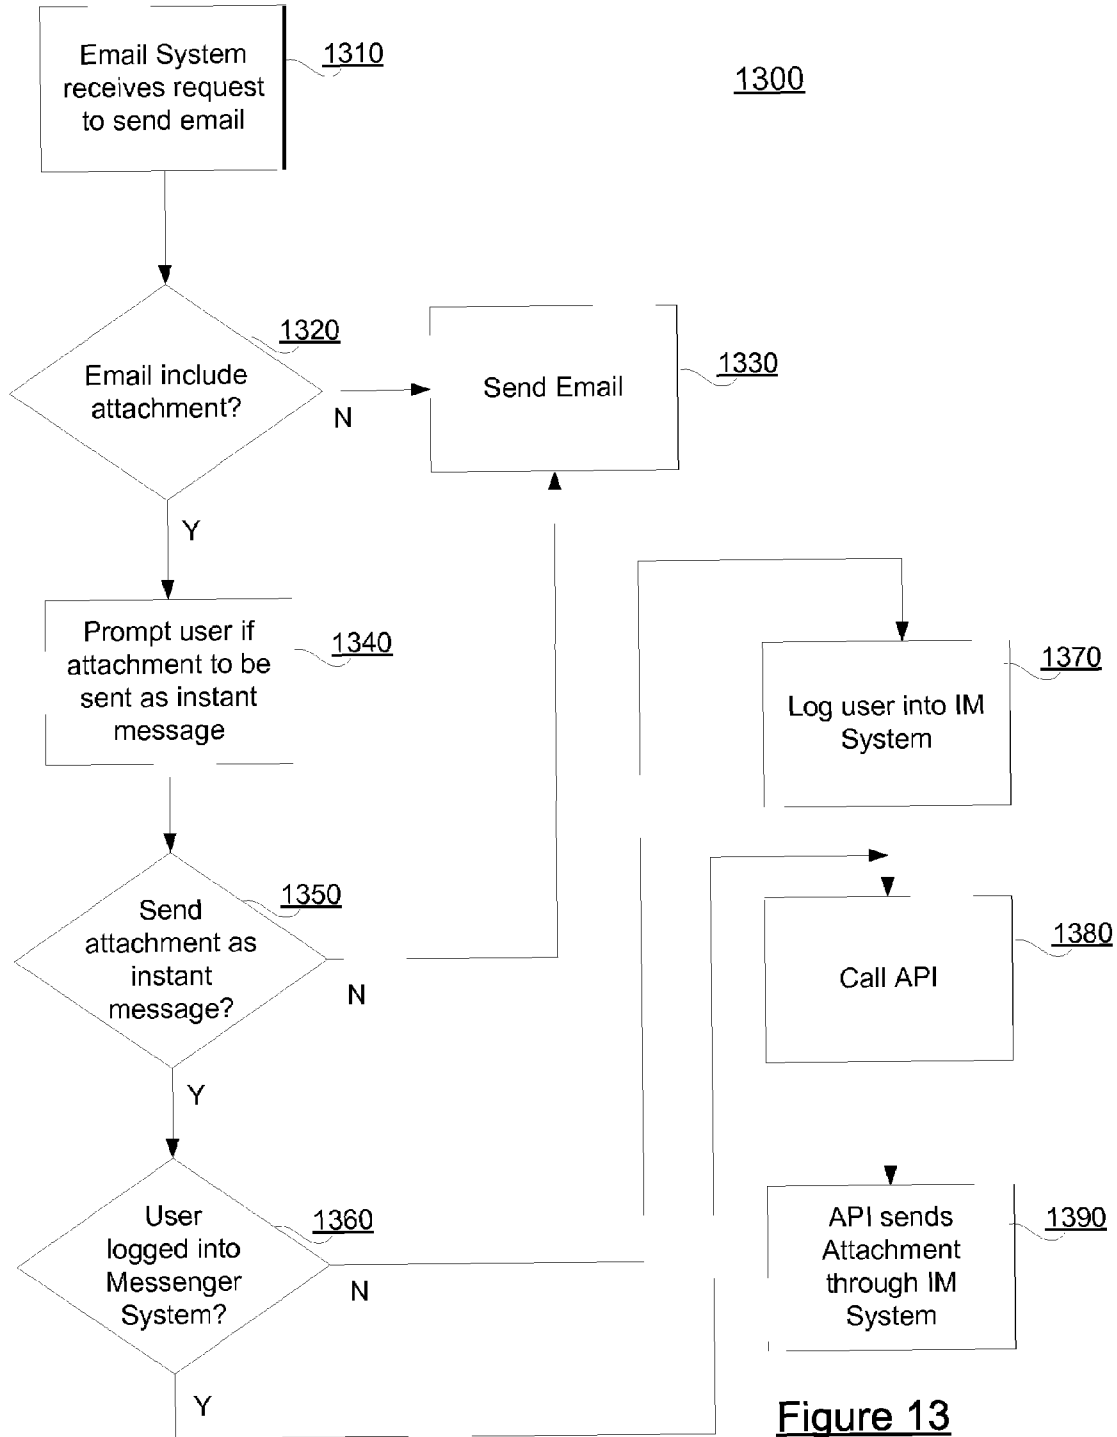 Email System
receives request
to send email
1310
1300
Email include
attachment?
1320
N
Send Email
1330
Y
Prompt user if
attachment to be
sent as instant
message
1340
Log user into IM
System
1370
Send
attachment as
instant
message?
1350
N
Call API
1380
Y
User
logged into
Messenger
System?
1360
N
API sends
Attachment
through IM
System
1390
Y
Figure 13